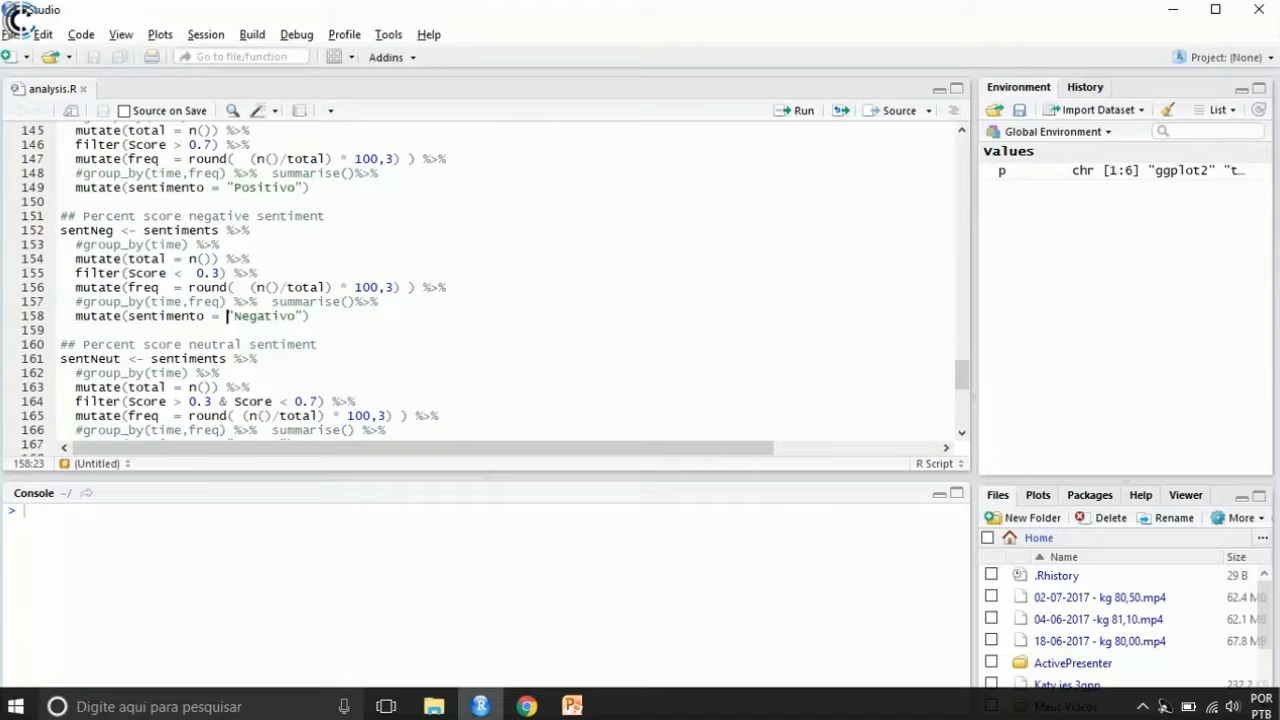 Studio
Edit Code View Plots Session Build Debug Profile Tools Help
Go to file/function Addins Project: (None)
analysis.R
Source on Save Run Source
145 mutate(total = n()) %>%
146 filter(Score > 0.7) %>%
147 mutate(freq = round( (n()/total) * 100,3) ) %>%
148 #group_by(time,freq) %>% summarise()%>%
149 mutate(sentimento = "Positivo")
150
151 ## Percent score negative sentiment
152 sentNeg <- sentiments %>%
153 #group_by(time) %>%
154 mutate(total = n()) %>%
155 filter(Score < 0.3) %>%
156 mutate(freq = round( (n()/total) * 100,3) ) %>%
157 #group_by(time,freq) %>% summarise()%>%
158 mutate(sentimento = "Negativo")
159
160 ## Percent score neutral sentiment
161 sentNeut <- sentiments %>%
162 #group_by(time) %>%
163 mutate(total = n()) %>%
164 filter(Score > 0.3 & Score < 0.7) %>%
165 mutate(freq = round( (n()/total) * 100,3) ) %>%
166 #group_by(time,freq) %>% summarise() %>%
167
158:23 (Untitled) R Script
Console ~/
>
Environment History
Import Dataset List
Global Environment
Values
p chr [1:6] "ggplot2" "t…
Files Plots Packages Help Viewer
New Folder Delete Rename More
Home
Name Size
.Rhistory 29 B
02-07-2017 - kg 80,50.mp4 62.4 MB
04-06-2017 -kg 81,10.mp4 62.1 MB
18-06-2017 - kg 80,00.mp4 67.8 MB
ActivePresenter
Katy ies 3gpp 232.2 KB
Meus Vídeos
Digite aqui para pesquisar
POR
PTB